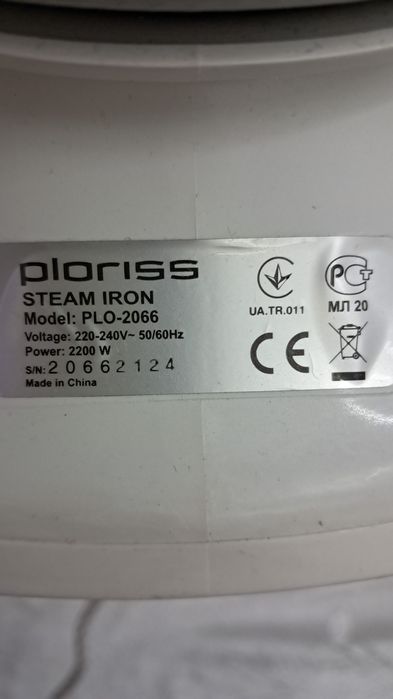 ploriss
STEAM IRON
Model: PLO-2066
Voltage: 220-240V~ 50/60Hz
Power: 2200 W
S/N: 20662124
Made in China
UA.TR.011
РСТ
МЛ 20
CE